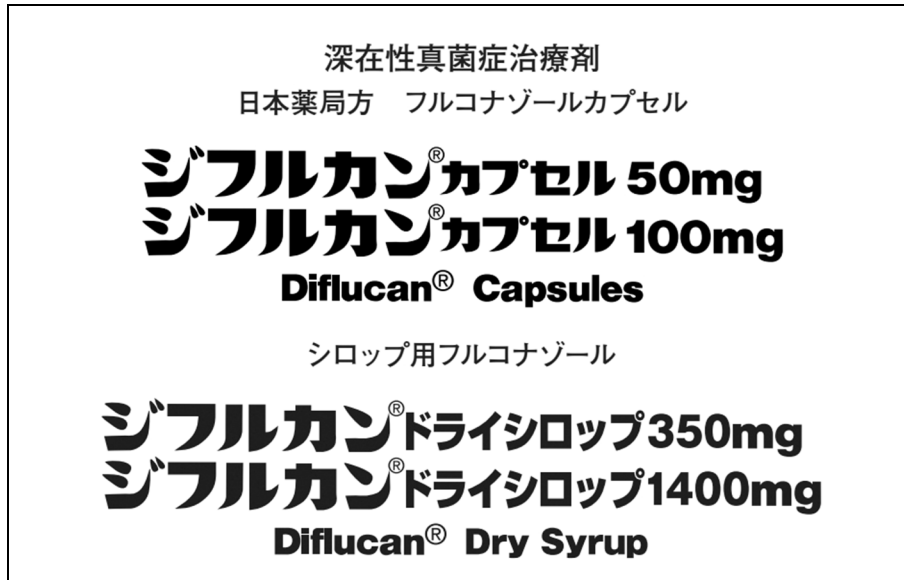 深在性真菌症治療剤
日本薬局方　フルコナゾールカプセル
ジフルカン®カプセル 50mg
ジフルカン®カプセル 100mg
Diflucan® Capsules
シロップ用フルコナゾール
ジフルカン®ドライシロップ350mg
ジフルカン®ドライシロップ1400mg
Diflucan® Dry Syrup